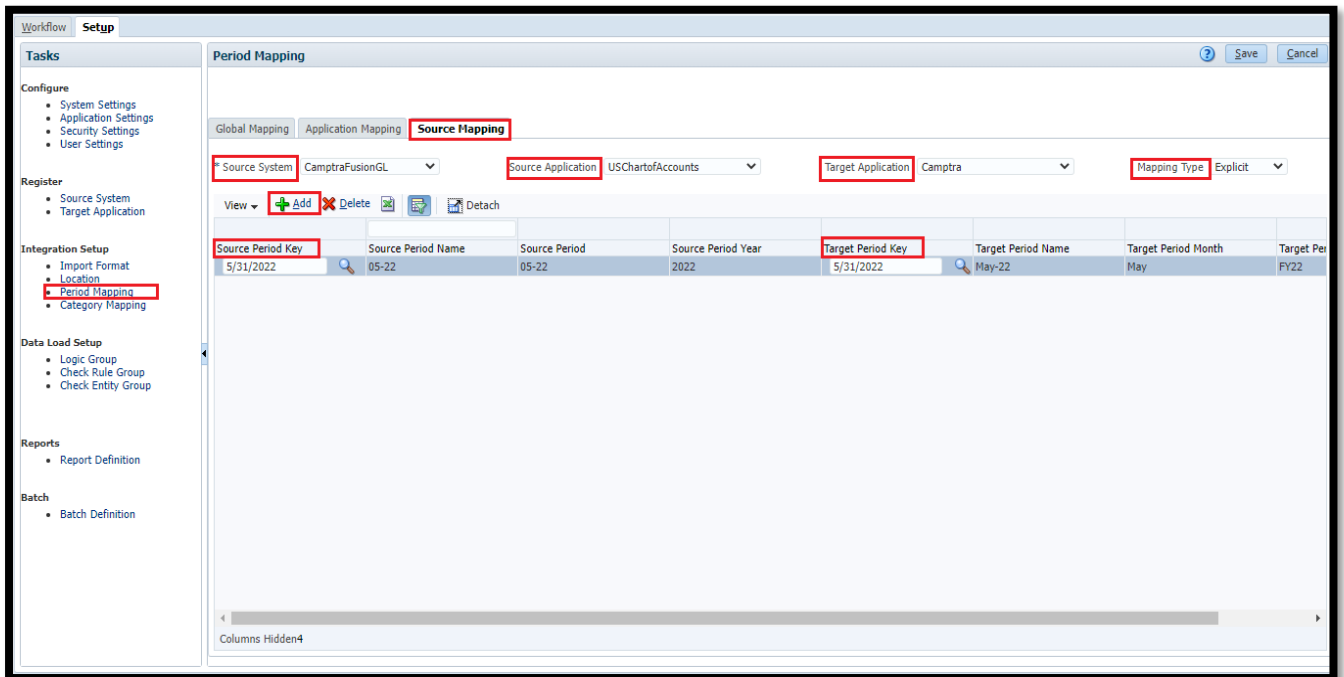 Workflow Setup
Tasks
Configure
System Settings
Application Settings
Security Settings
User Settings
Register
Source System
Target Application
Integration Setup
Import Format
Location
Period Mapping
Category Mapping
Data Load Setup
Logic Group
Check Rule Group
Check Entity Group
Reports
Report Definition
Batch
Batch Definition
Period Mapping ? Save Cancel
Global Mapping Application Mapping Source Mapping
* Source System CamptraFusionGL Source Application USChartofAccounts Target Application Camptra Mapping Type Explicit
View Add Delete Detach
Source Period Key Source Period Name Source Period Source Period Year Target Period Key Target Period Name Target Period Month Target Per
5/31/2022 05-22 05-22 2022 5/31/2022 May-22 May FY22
Columns Hidden4